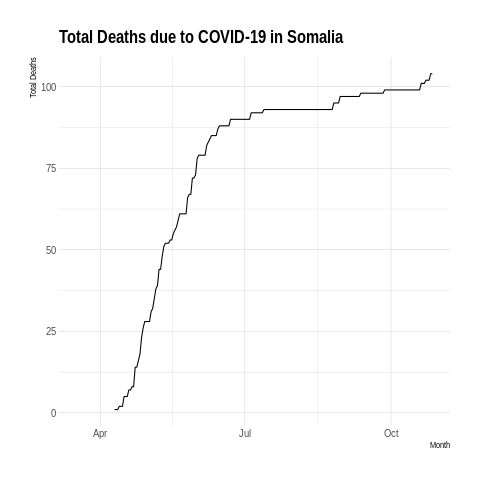 Total Deaths due to COVID-19 in Somalia
Total Deaths
100
75
50
25
0
Apr
Jul
Oct
Month